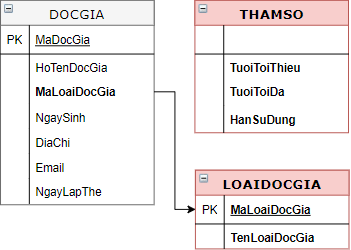 DOCGIA
PK MaDocGia
HoTenDocGia
MaLoaiDocGia
NgaySinh
DiaChi
Email
NgayLapThe
THAMSO
TuoiToiThieu
TuoiToiDa
HanSuDung
LOAIDOCGIA
PK MaLoaiDocGia
TenLoaiDocGia